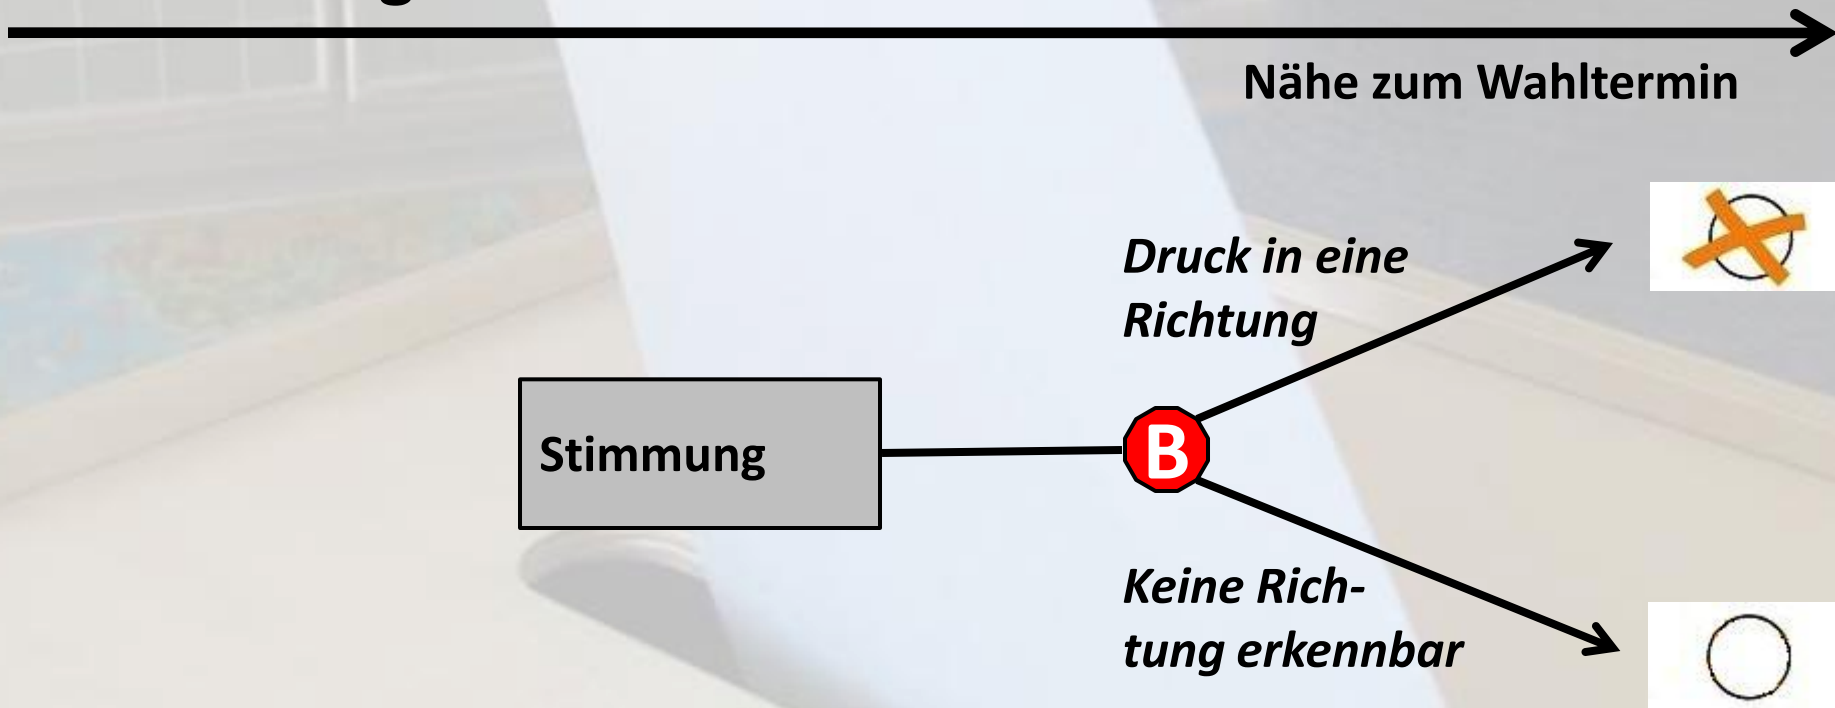 Nähe zum Wahltermin
Druck in eine
Richtung
Stimmung
B
Keine Rich-
tung erkennbar